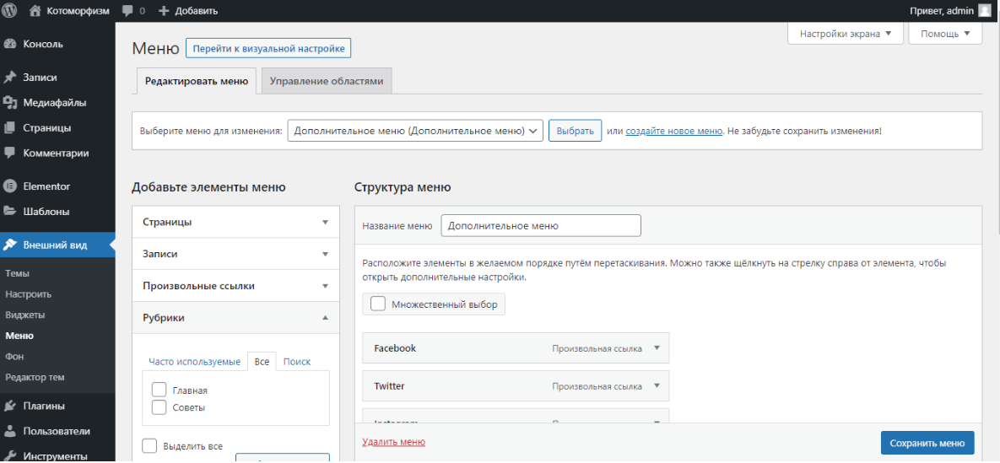 Котоморфизм 0 Добавить Привет, admin
Консоль
Записи
Медиафайлы
Страницы
Комментарии
Elementor
Шаблоны
Внешний вид
Темы
Настроить
Виджеты
Меню
Фон
Редактор тем
Плагины
Пользователи
Инструменты
Настройки экрана Помощь
Меню Перейти к визуальной настройке
Редактировать меню Управление областями
Выберите меню для изменения: Дополнительное меню (Дополнительное меню) Выбрать или создайте новое меню. Не забудьте сохранить изменения!
Добавьте элементы меню
Страницы
Записи
Произвольные ссылки
Рубрики
Часто используемые Все Поиск
Главная
Советы
Выделить все
Структура меню
Название меню Дополнительное меню
Расположите элементы в желаемом порядке путём перетаскивания. Можно также щёлкнуть на стрелку справа от элемента, чтобы
открыть дополнительные настройки.
Множественный выбор
Facebook Произвольная ссылка
Twitter Произвольная ссылка
Instagram
Удалить меню Сохранить меню